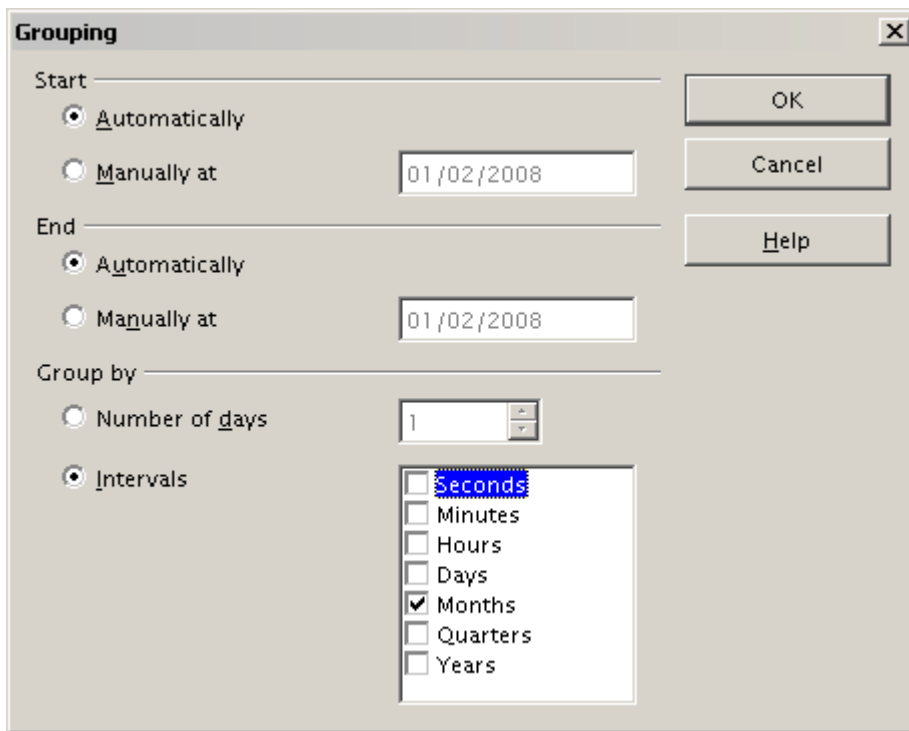 Grouping
Start
Automatically
Manually at
01/02/2008
End
Automatically
Manually at
01/02/2008
Group by
Number of days
1
Intervals
Seconds
Minutes
Hours
Days
Months
Quarters
Years
OK
Cancel
Help